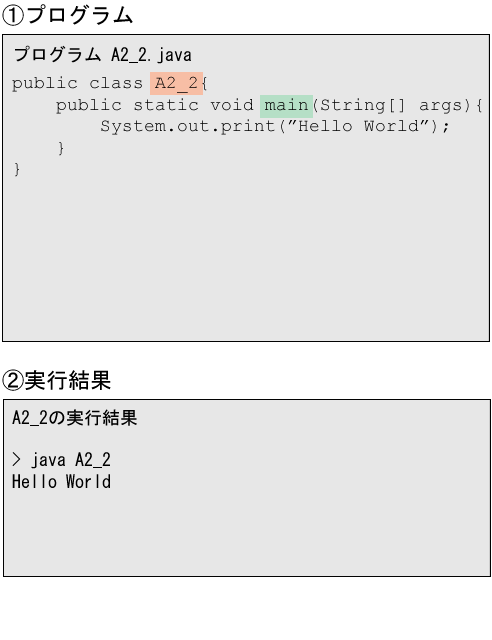 ①プログラム
プログラム A2_2.java
public class A2_2{
    public static void main(String[] args){
        System.out.print(″Hello World″);
    }
}
②実行結果
A2_2の実行結果
> java A2_2
Hello World